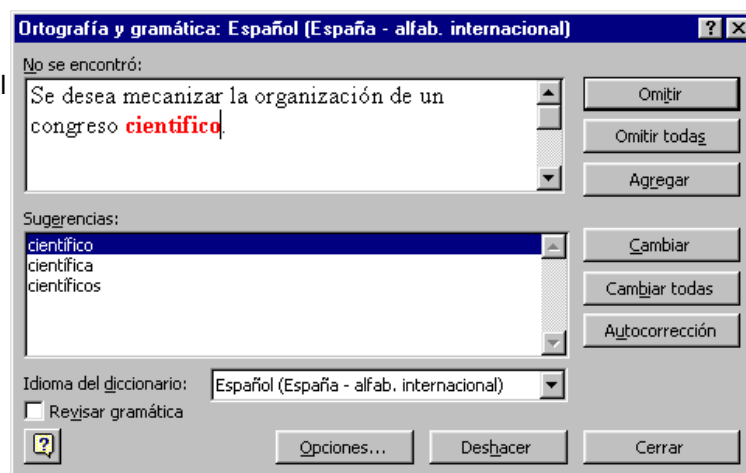 Ortografía y gramática: Español (España - alfab. internacional)
No se encontró:
l
Se desea mecanizar la organización de un
congreso cientifico.
Omitir
Omitir todas
Agregar
Sugerencias:
científico
científica
científicos
Cambiar
Cambiar todas
Autocorrección
Idioma del diccionario: Español (España - alfab. internacional)
Revisar gramática
Opciones... Deshacer Cerrar